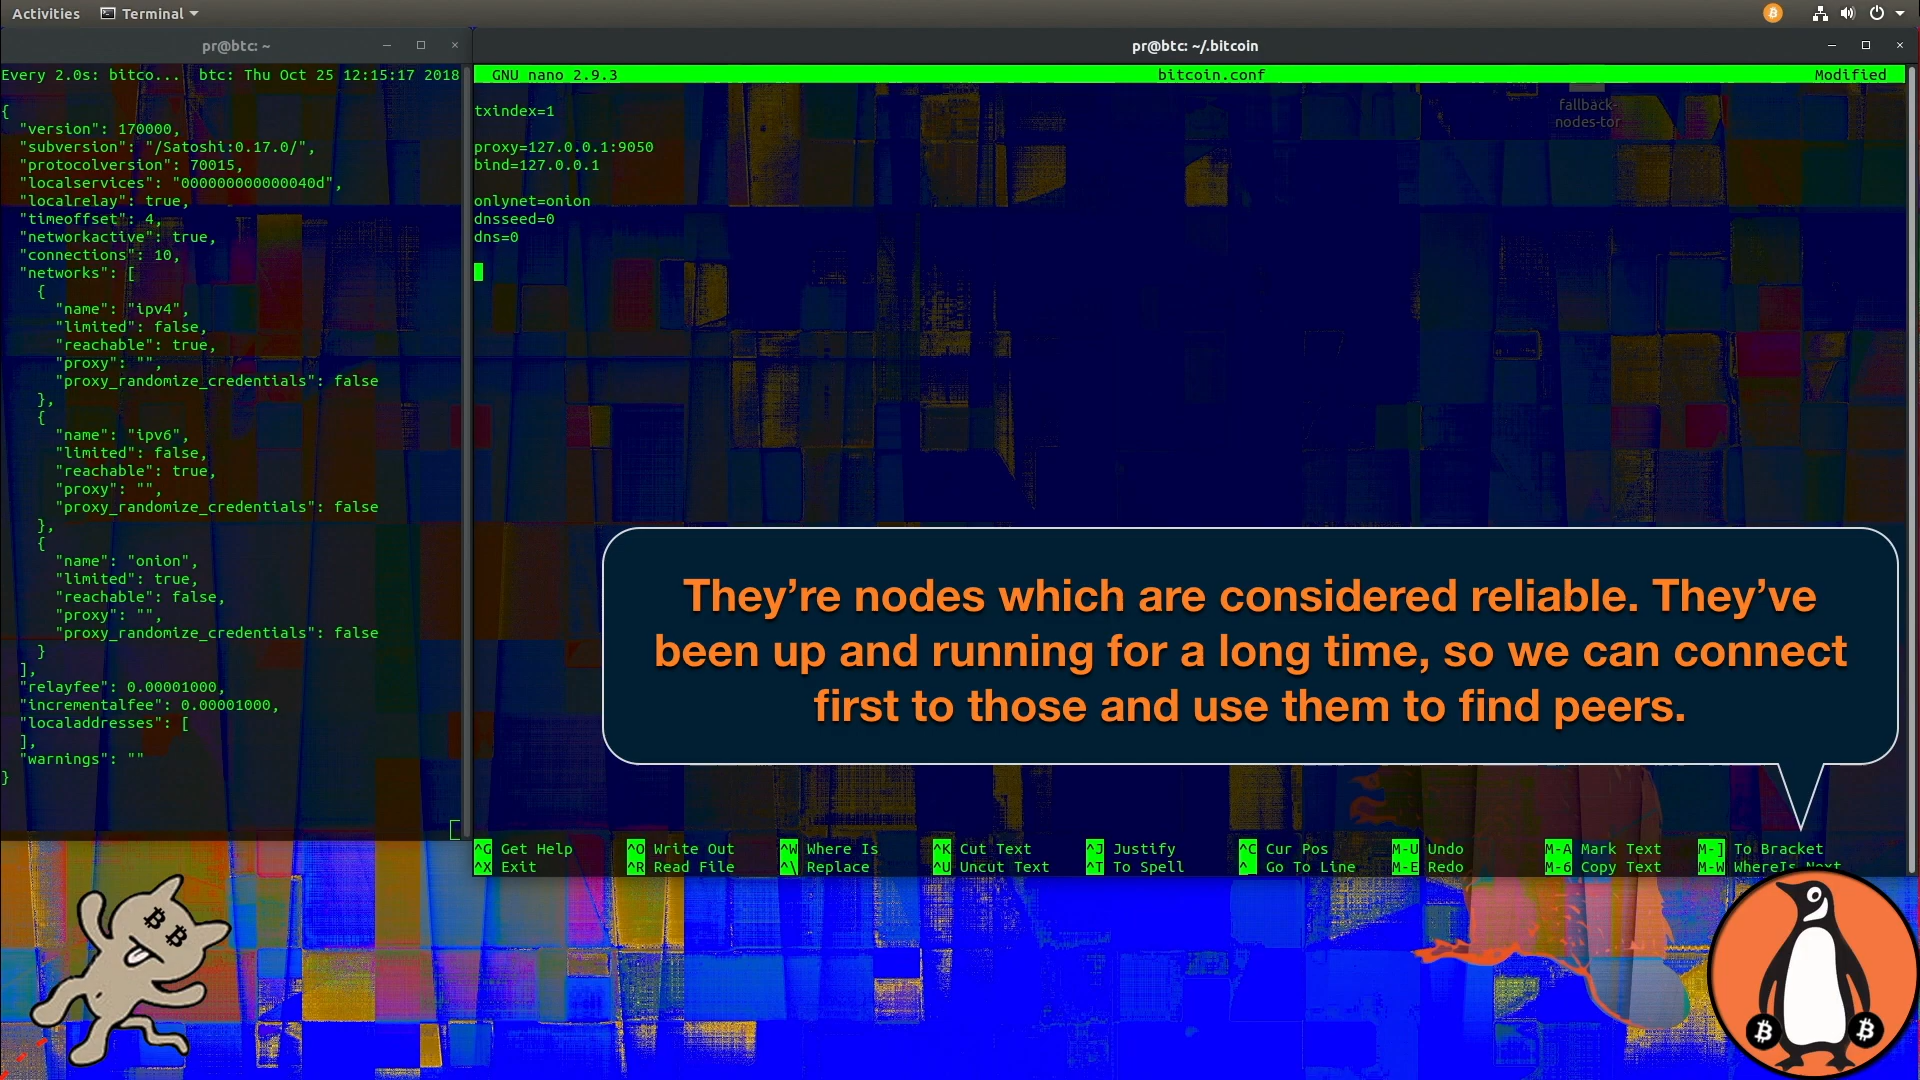 Activities
Terminal
pr@btc: ~
Every 2.0s: bitco... btc: Thu Oct 25 12:15:17 2018
{
"version": 170000,
"subversion": "/Satoshi:0.17.0/",
"protocolversion": 70015,
"localservices": "000000000000040d",
"localrelay": true,
"timeoffset": 4,
"networkactive": true,
"connections": 10,
"networks": [
{
"name": "ipv4",
"limited": false,
"reachable": true,
"proxy": "",
"proxy_randomize_credentials": false
},
{
"name": "ipv6",
"limited": false,
"reachable": true,
"proxy": "",
"proxy_randomize_credentials": false
},
{
"name": "onion",
"limited": true,
"reachable": false,
"proxy": "",
"proxy_randomize_credentials": false
}
],
"relayfee": 0.00001000,
"incrementalfee": 0.00001000,
"localaddresses": [
],
"warnings": ""
}
pr@btc: ~/.bitcoin
GNU nano 2.9.3 bitcoin.conf Modified
fallback-
nodes-tor
txindex=1
proxy=127.0.0.1:9050
bind=127.0.0.1
onlynet=onion
dnsseed=0
dns=0
They’re nodes which are considered reliable. They’ve
been up and running for a long time, so we can connect
first to those and use them to find peers.
^G Get Help ^O Write Out ^W Where Is ^K Cut Text ^J Justify ^C Cur Pos M-U Undo M-A Mark Text M-] To Bracket
^X Exit ^R Read File ^\ Replace ^U Uncut Text ^T To Spell ^_ Go To Line M-E Redo M-6 Copy Text M-W WhereIs Next